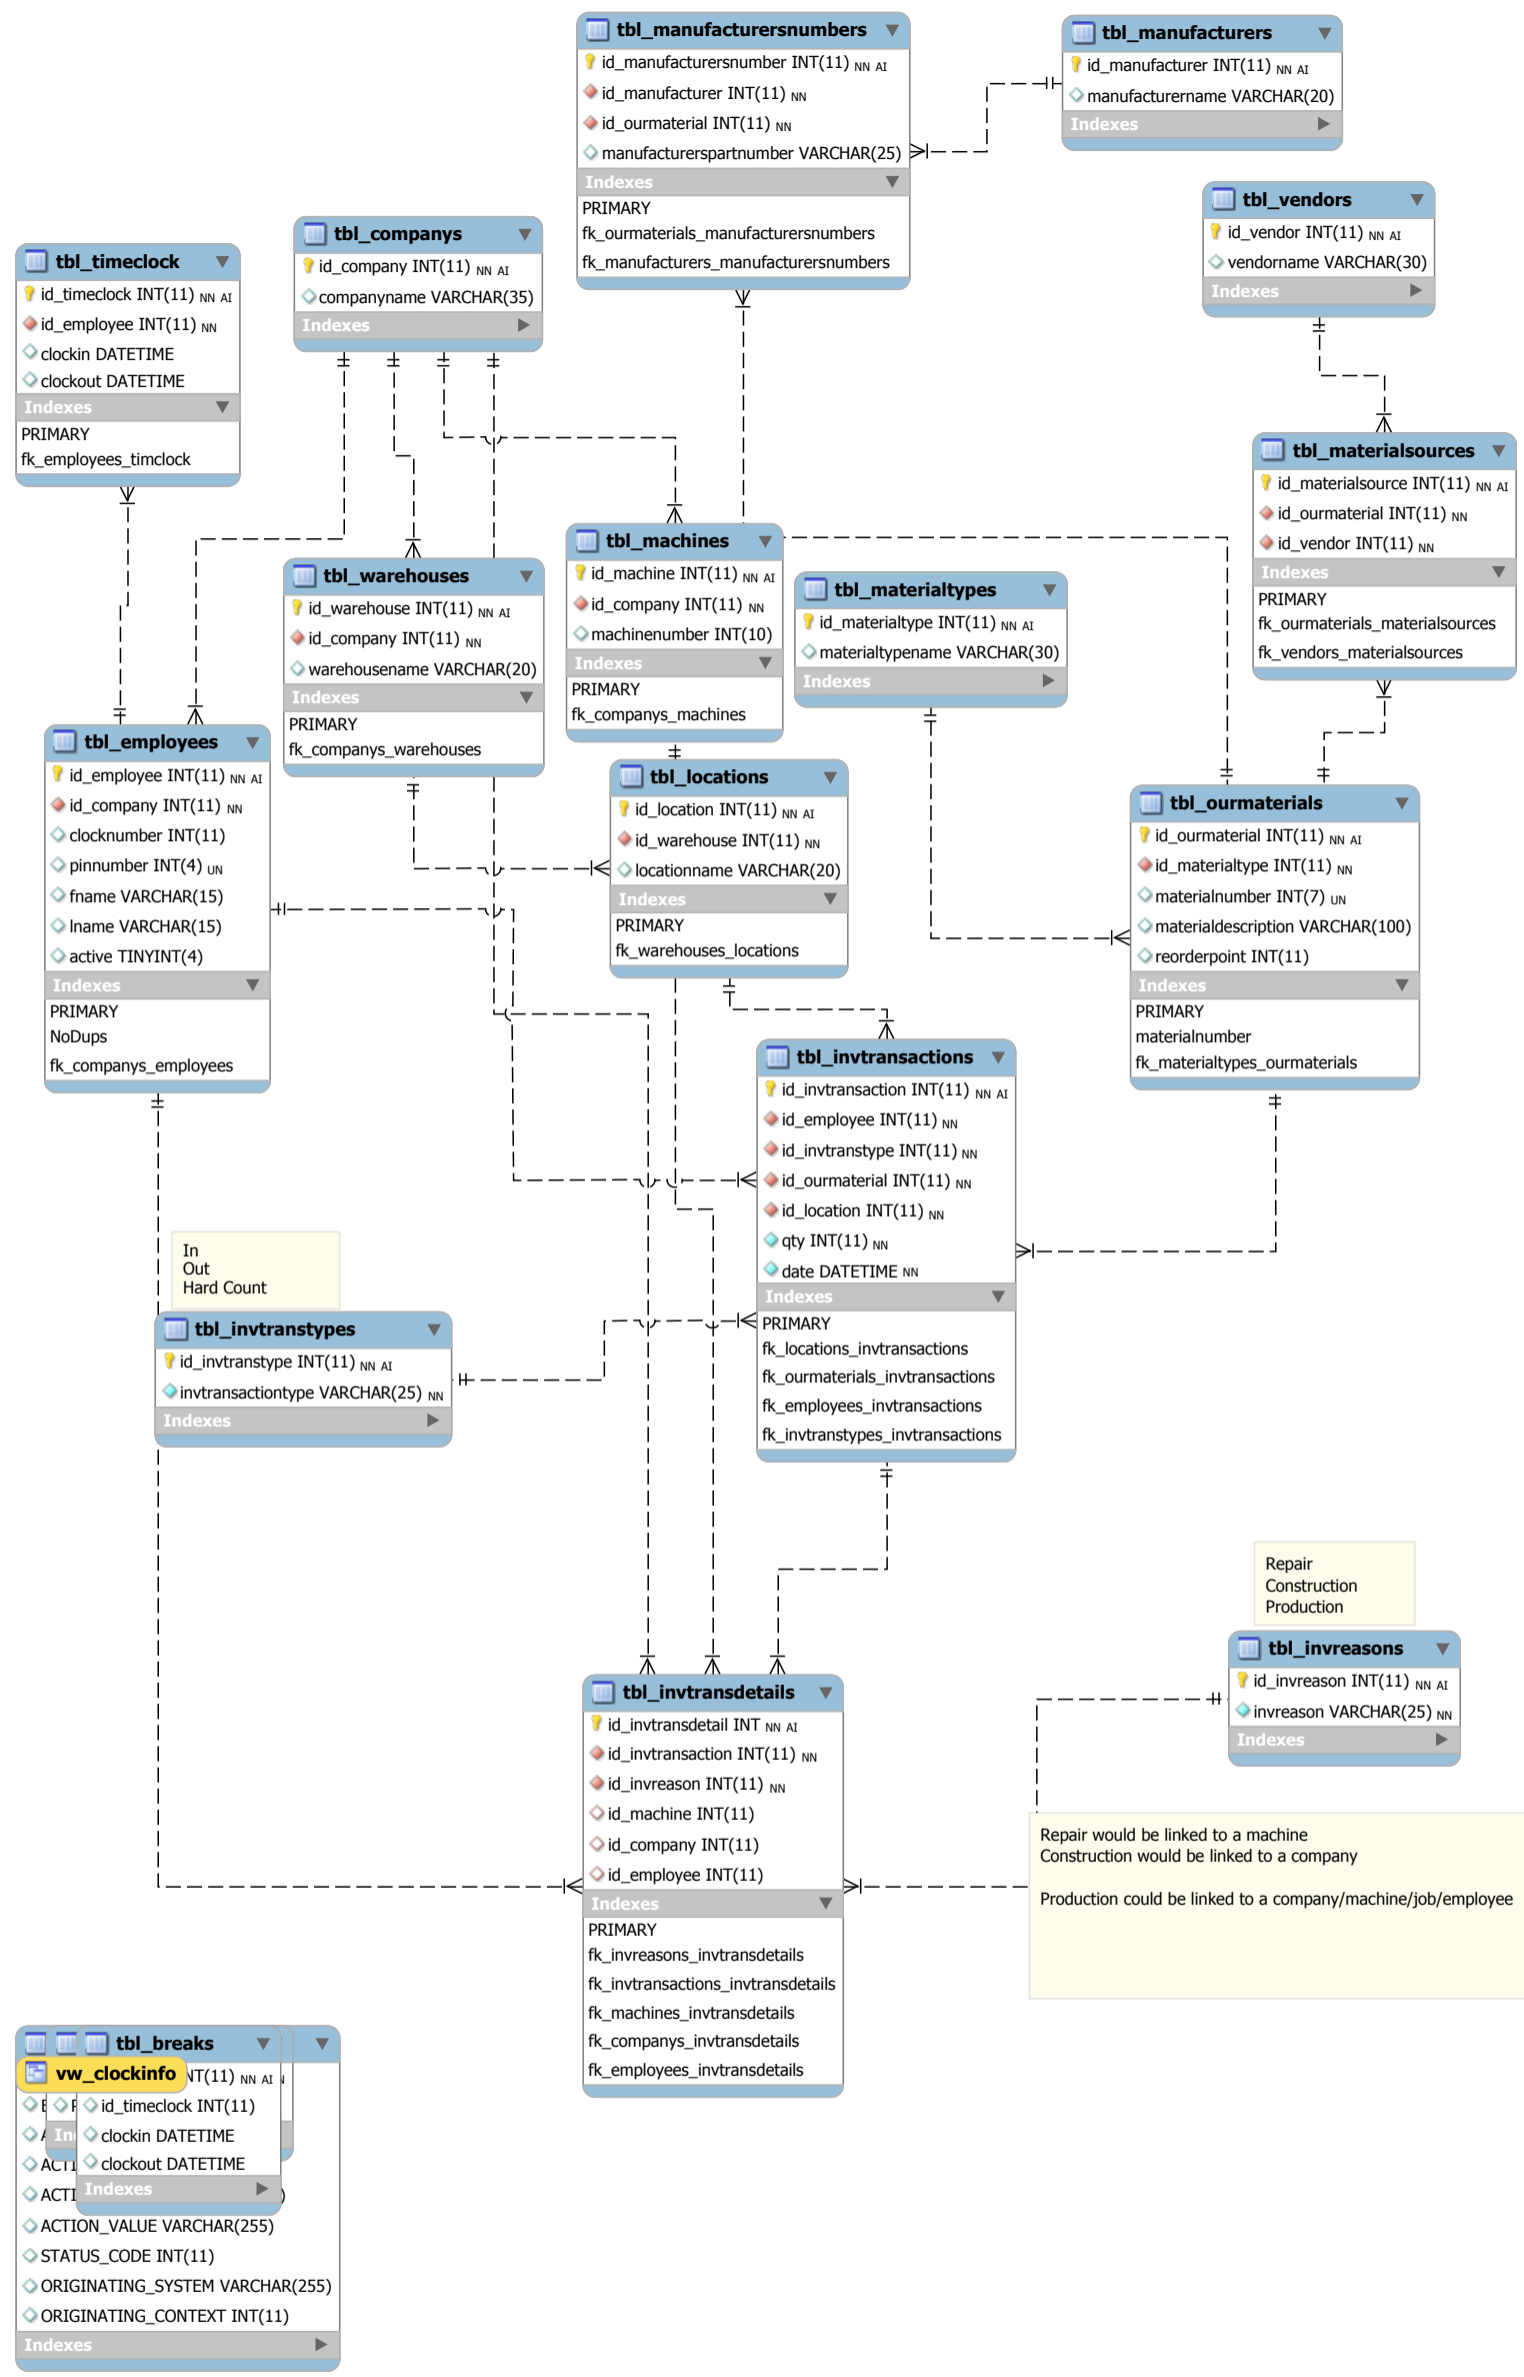 tbl_manufacturersnumbers
id_manufacturersnumber INT(11) NN AI
id_manufacturer INT(11) NN
id_ourmaterial INT(11) NN
manufacturerspartnumber VARCHAR(25)
Indexes
PRIMARY
fk_ourmaterials_manufacturersnumbers
fk_manufacturers_manufacturersnumbers
tbl_manufacturers
id_manufacturer INT(11) NN AI
manufacturername VARCHAR(20)
Indexes
tbl_vendors
id_vendor INT(11) NN AI
vendorname VARCHAR(30)
Indexes
tbl_companys
id_company INT(11) NN AI
companyname VARCHAR(35)
Indexes
tbl_timeclock
id_timeclock INT(11) NN AI
id_employee INT(11) NN
clockin DATETIME
clockout DATETIME
Indexes
PRIMARY
fk_employees_timclock
tbl_materialsources
id_materialsource INT(11) NN AI
id_ourmaterial INT(11) NN
id_vendor INT(11) NN
Indexes
PRIMARY
fk_ourmaterials_materialsources
fk_vendors_materialsources
tbl_machines
id_machine INT(11) NN AI
id_company INT(11) NN
machinenumber INT(10)
Indexes
PRIMARY
fk_companys_machines
tbl_warehouses
id_warehouse INT(11) NN AI
id_company INT(11) NN
warehousename VARCHAR(20)
Indexes
PRIMARY
fk_companys_warehouses
tbl_materialtypes
id_materialtype INT(11) NN AI
materialtypename VARCHAR(30)
Indexes
tbl_employees
id_employee INT(11) NN AI
id_company INT(11) NN
clocknumber INT(11)
pinnumber INT(4) UN
fname VARCHAR(15)
lname VARCHAR(15)
active TINYINT(4)
Indexes
PRIMARY
NoDups
fk_companys_employees
tbl_locations
id_location INT(11) NN AI
id_warehouse INT(11) NN
locationname VARCHAR(20)
Indexes
PRIMARY
fk_warehouses_locations
tbl_ourmaterials
id_ourmaterial INT(11) NN AI
id_materialtype INT(11) NN
materialnumber INT(7) UN
materialdescription VARCHAR(100)
reorderpoint INT(11)
Indexes
PRIMARY
materialnumber
fk_materialtypes_ourmaterials
tbl_invtransactions
id_invtransaction INT(11) NN AI
id_employee INT(11) NN
id_invtranstype INT(11) NN
id_ourmaterial INT(11) NN
id_location INT(11) NN
qty INT(11) NN
date DATETIME NN
Indexes
PRIMARY
fk_locations_invtransactions
fk_ourmaterials_invtransactions
fk_employees_invtransactions
fk_invtranstypes_invtransactions
In
Out
Hard Count
tbl_invtranstypes
id_invtranstype INT(11) NN AI
invtransactiontype VARCHAR(25) NN
Indexes
Repair
Construction
Production
tbl_invreasons
id_invreason INT(11) NN AI
invreason VARCHAR(25) NN
Indexes
tbl_invtransdetails
id_invtransdetail INT NN AI
id_invtransaction INT(11) NN
id_invreason INT(11) NN
id_machine INT(11)
id_company INT(11)
id_employee INT(11)
Indexes
PRIMARY
fk_invreasons_invtransdetails
fk_invtransactions_invtransdetails
fk_machines_invtransdetails
fk_companys_invtransdetails
fk_employees_invtransdetails
Repair would be linked to a machine
Construction would be linked to a company
Production could be linked to a company/machine/job/employee
tbl_breaks
vw_clockinfo
NT(11) NN AI
id_timeclock INT(11)
clockin DATETIME
clockout DATETIME
Indexes
ACTION_VALUE VARCHAR(255)
STATUS_CODE INT(11)
ORIGINATING_SYSTEM VARCHAR(255)
ORIGINATING_CONTEXT INT(11)
Indexes